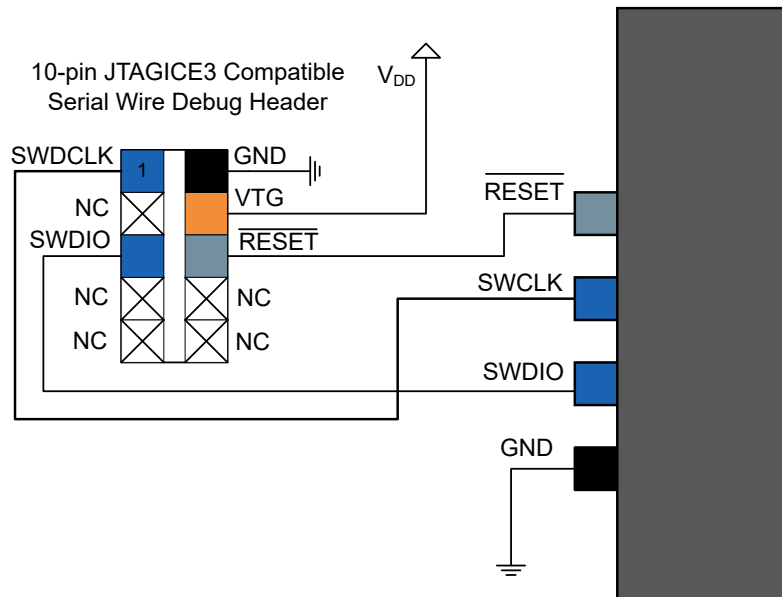 10-pin JTAGICE3 Compatible
Serial Wire Debug Header
VDD
SWDCLK
1
GND
NC
VTG
SWDIO
RESET
NC
NC
NC
NC
RESET
SWCLK
SWDIO
GND